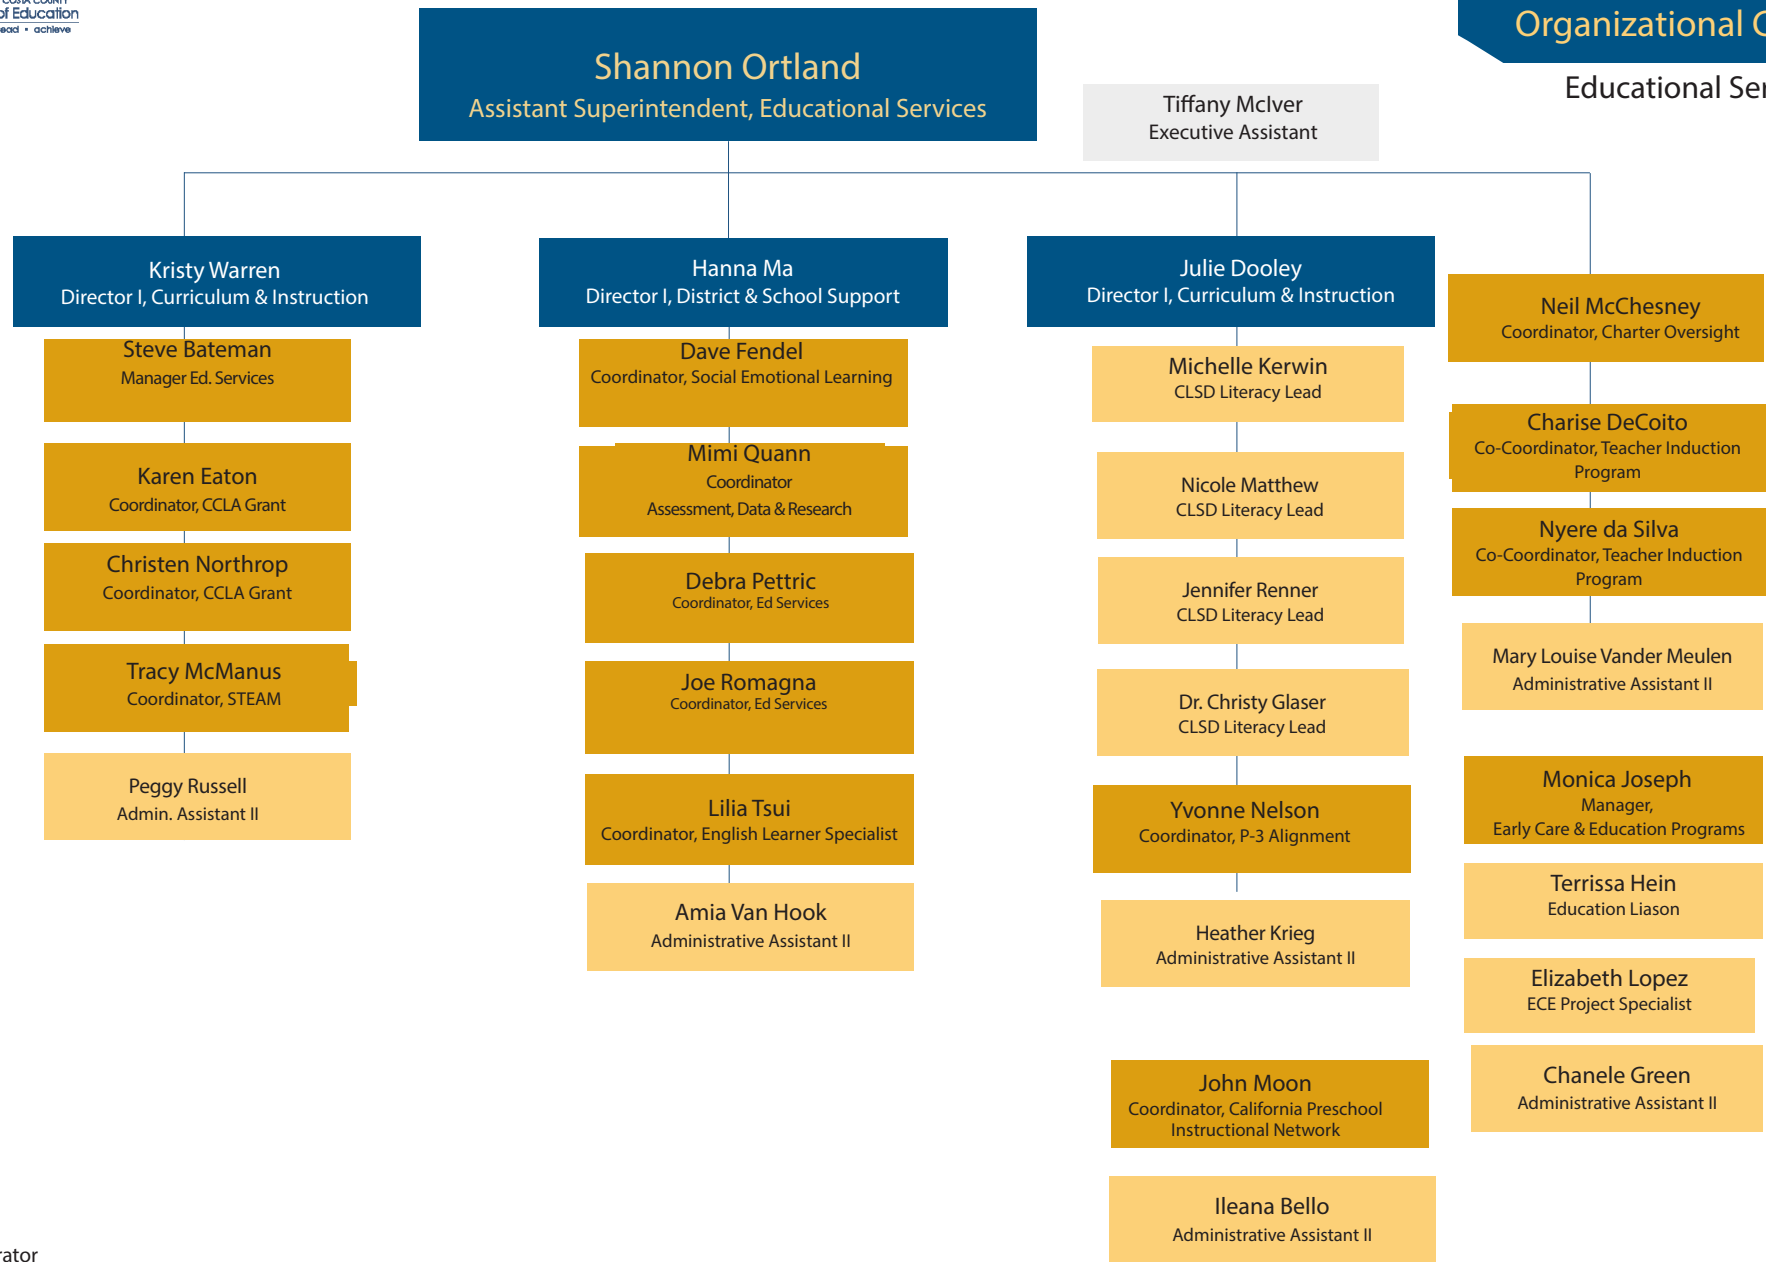 COSTA COUNTY
of Education
lead • achieve
Organizational
Educational
Shannon Ortland
Assistant Superintendent, Educational Services
Tiffany McIver
Executive Assistant
Kristy Warren
Director I, Curriculum & Instruction
Steve Bateman
Manager Ed. Services
Karen Eaton
Coordinator, CCLA Grant
Christen Northrop
Coordinator, CCLA Grant
Tracy McManus
Coordinator, STEAM
Peggy Russell
Admin. Assistant II
Hanna Ma
Director I, District & School Support
Dave Fendel
Coordinator, Social Emotional Learning
Mimi Quann
Coordinator
Assessment, Data & Research
Debra Pettric
Coordinator, Ed Services
Joe Romagna
Coordinator, Ed Services
Lilia Tsui
Coordinator, English Learner Specialist
Amia Van Hook
Administrative Assistant II
Julie Dooley
Director I, Curriculum & Instruction
Michelle Kerwin
CLSD Literacy Lead
Nicole Matthew
CLSD Literacy Lead
Jennifer Renner
CLSD Literacy Lead
Dr. Christy Glaser
CLSD Literacy Lead
Yvonne Nelson
Coordinator, P-3 Alignment
Heather Krieg
Administrative Assistant II
John Moon
Coordinator, California Preschool
Instructional Network
Ileana Bello
Administrative Assistant II
Neil McChesney
Coordinator, Charter Oversight
Charise DeCoito
Co-Coordinator, Teacher Induction
Program
Nyere da Silva
Co-Coordinator, Teacher Induction
Program
Mary Louise Vander Meulen
Administrative Assistant II
Monica Joseph
Manager,
Early Care & Education Programs
Terrissa Hein
Education Liason
Elizabeth Lopez
ECE Project Specialist
Chanele Green
Administrative Assistant II